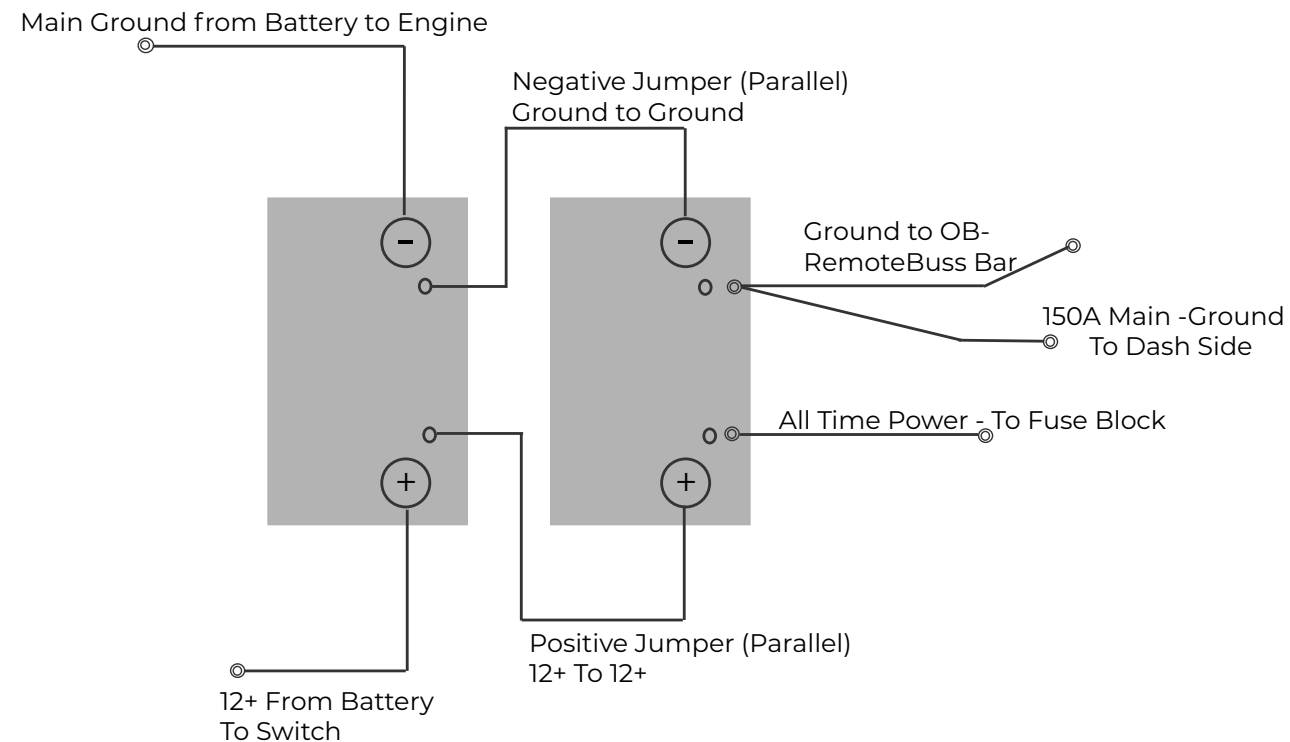 Main Ground from Battery to Engine
Negative Jumper (Parallel)
Ground to Ground
-
-
Ground to OB-
RemoteBuss Bar
150A Main -Ground
To Dash Side
All Time Power - To Fuse Block
+
+
Positive Jumper (Parallel)
12+ To 12+
12+ From Battery
To Switch